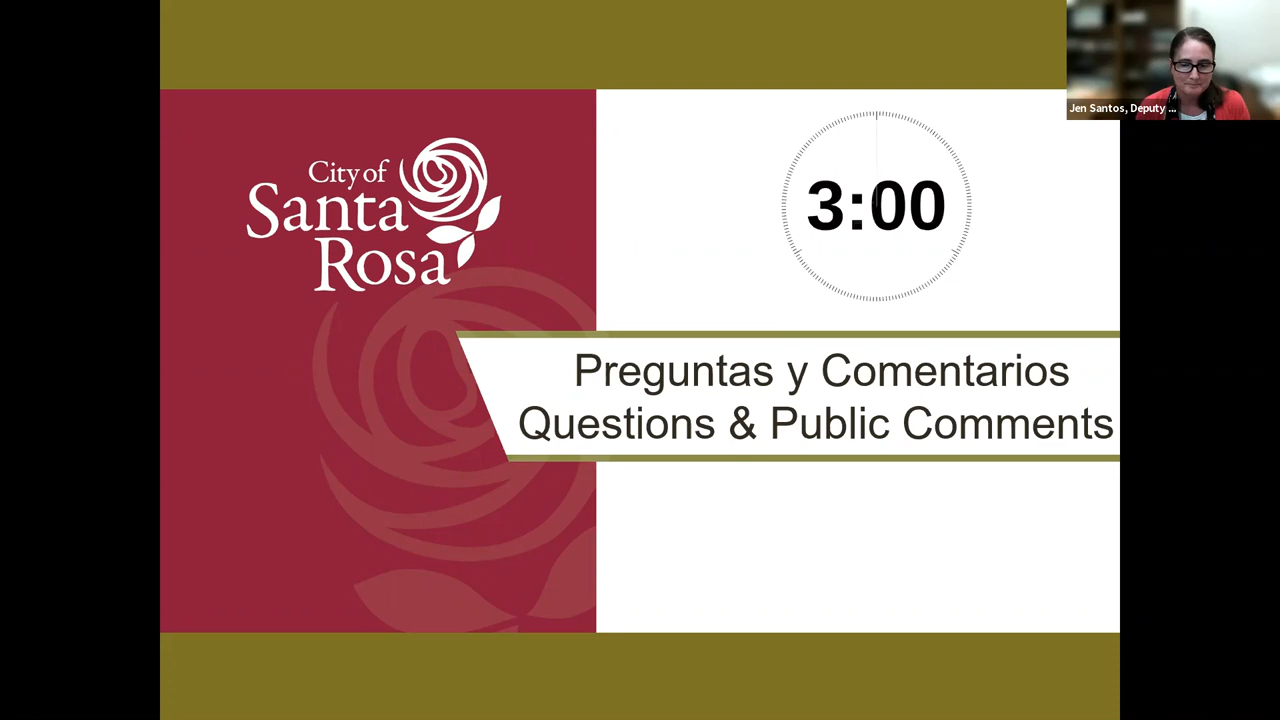 Jen Santos, Deputy ...
City of
Santa
Rosa
3:00
Preguntas y Comentarios
Questions & Public Comments